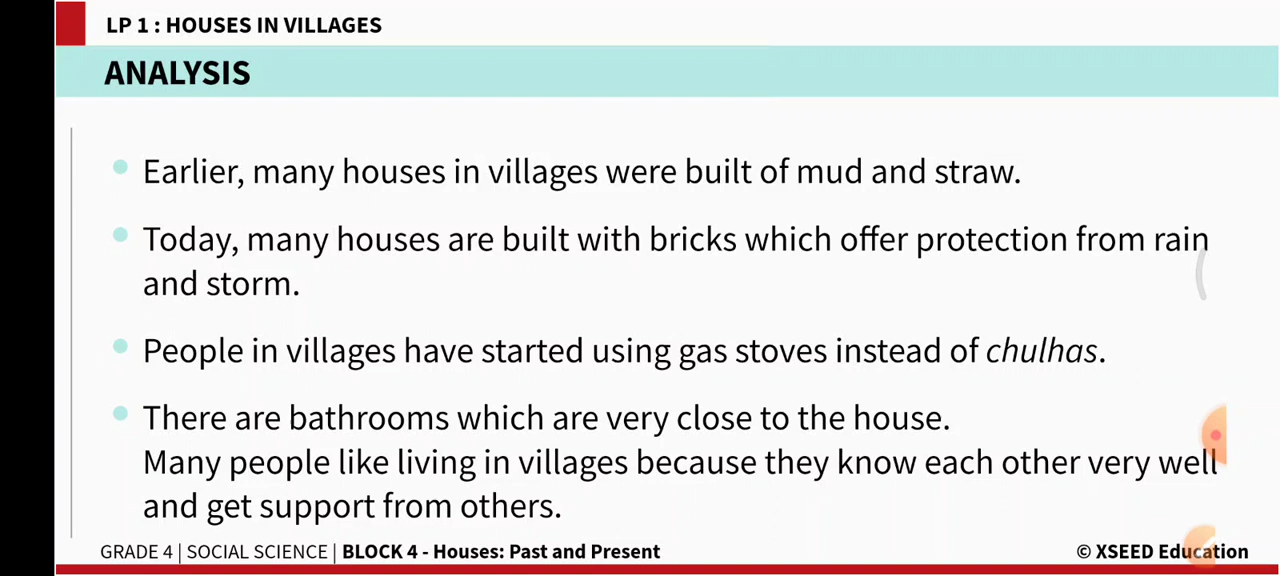 LP 1 : HOUSES IN VILLAGES
ANALYSIS
Earlier, many houses in villages were built of mud and straw.
Today, many houses are built with bricks which offer protection from rain
and storm.
People in villages have started using gas stoves instead of chulhas.
There are bathrooms which are very close to the house.
Many people like living in villages because they know each other very well
and get support from others.
GRADE 4 | SOCIAL SCIENCE | BLOCK 4 - Houses: Past and Present
© XSEED Education